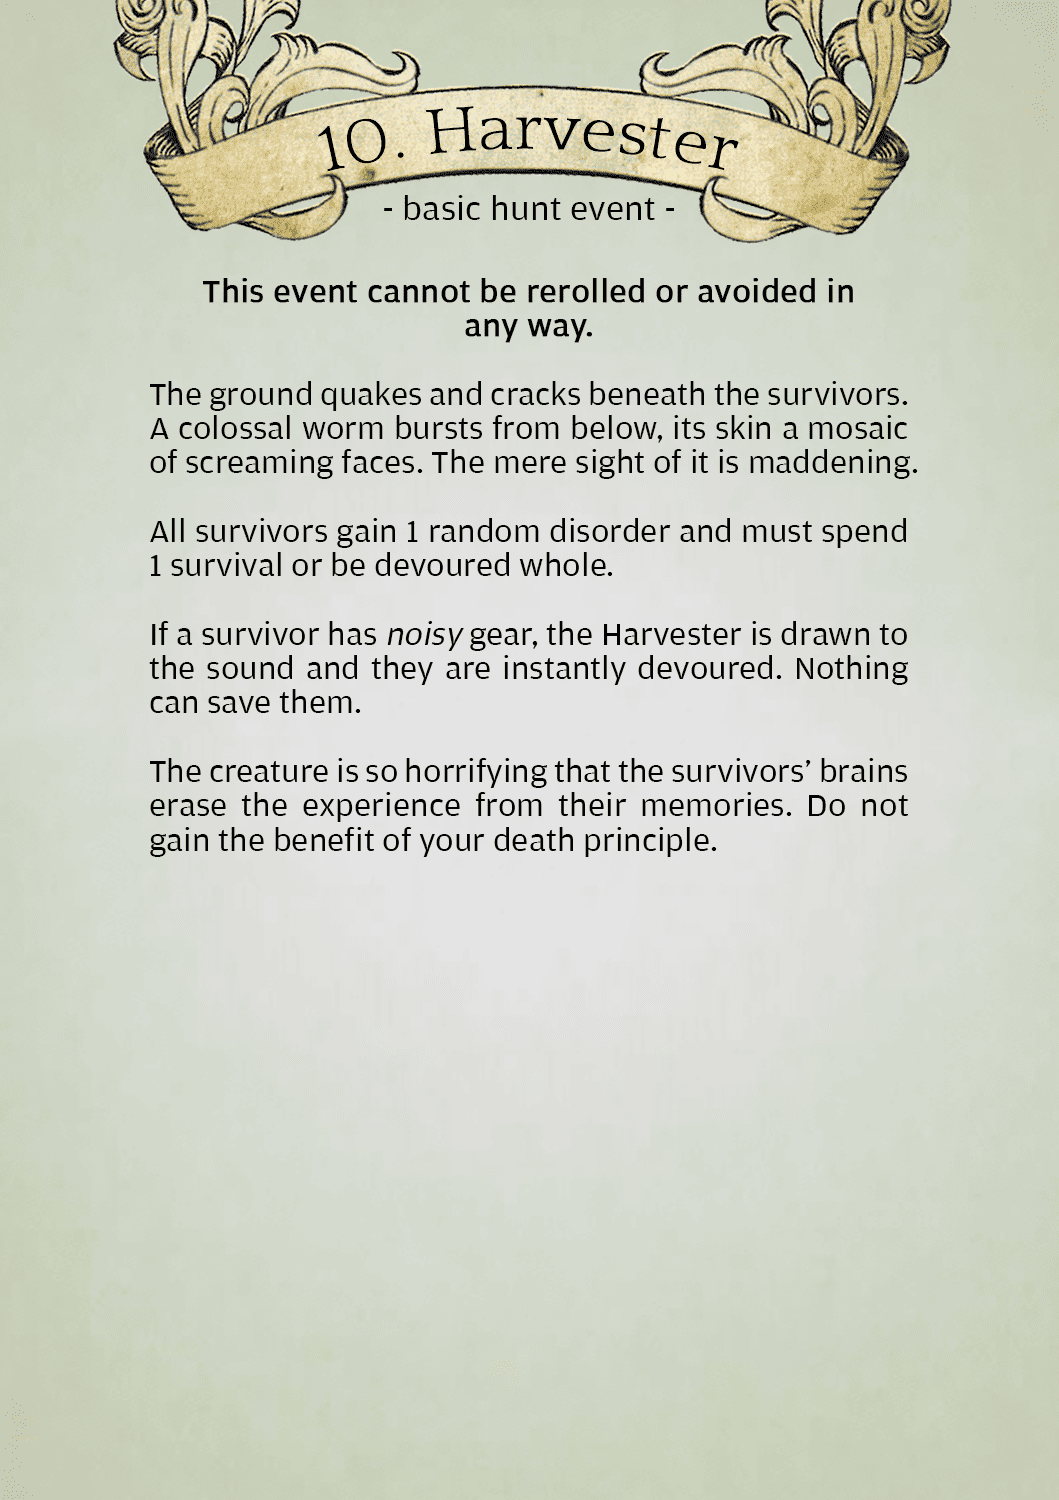 10. Harvester
- basic hunt event -
This event cannot be rerolled or avoided in
any way.
The ground quakes and cracks beneath the survivors.
A colossal worm bursts from below, its skin a mosaic
of screaming faces. The mere sight of it is maddening.
All survivors gain 1 random disorder and must spend
1 survival or be devoured whole.
If a survivor has noisy gear, the Harvester is drawn to
the sound and they are instantly devoured. Nothing
can save them.
The creature is so horrifying that the survivors’ brains
erase the experience from their memories. Do not
gain the benefit of your death principle.